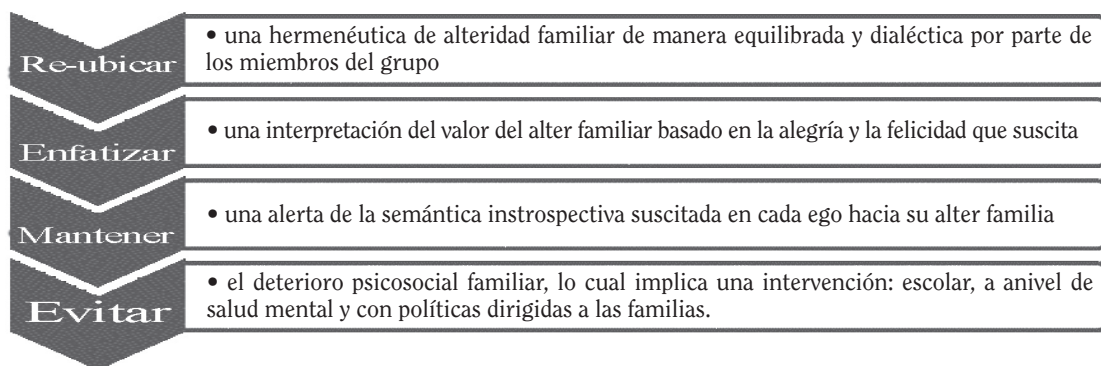 Re-ubicar
• una hermenéutica de alteridad familiar de manera equilibrada y dialéctica por parte de
los miembros del grupo
Enfatizar
• una interpretación del valor del alter familiar basado en la alegría y la felicidad que suscita
Mantener
• una alerta de la semántica instrospectiva suscitada en cada ego hacia su alter familia
Evitar
• el deterioro psicosocial familiar, lo cual implica una intervención: escolar, a anivel de
salud mental y con políticas dirigidas a las familias.